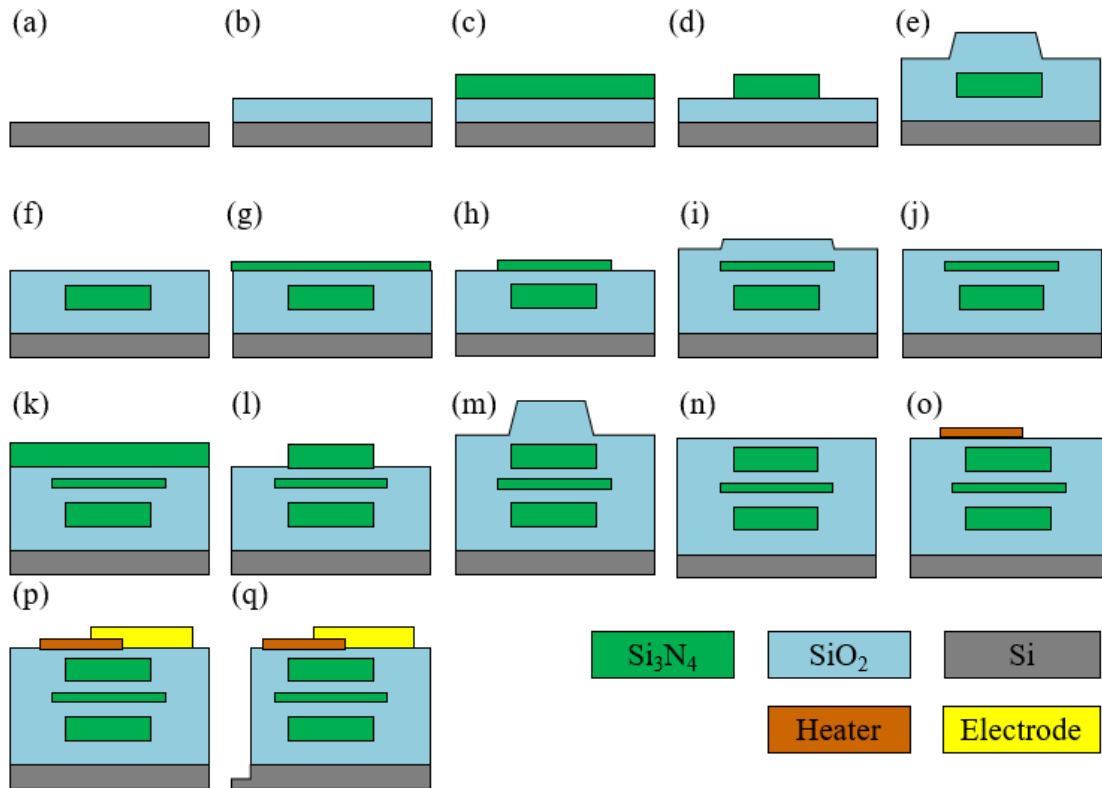 (a) (b) (c) (d) (e)
(f) (g) (h) (i) (j)
(k) (l) (m) (n) (o)
(p) (q)
Si₃N₄ SiO₂ Si
Heater Electrode